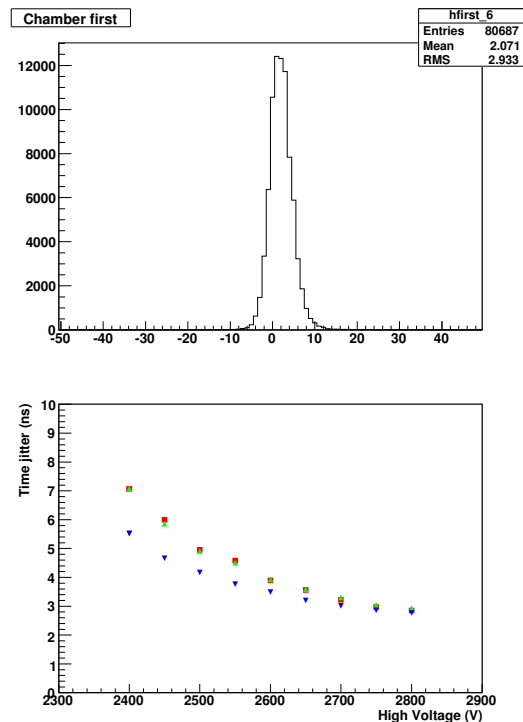 Chamber first
hfirst_6
Entries 80687
Mean 2.071
RMS 2.933
12000
10000
8000
6000
4000
2000
0
-50 -40 -30 -20 -10 0 10 20 30 40
Time jitter (ns)
10
9
8
7
6
5
4
3
2
1
0
2300 2400 2500 2600 2700 2800 2900
High Voltage (V)